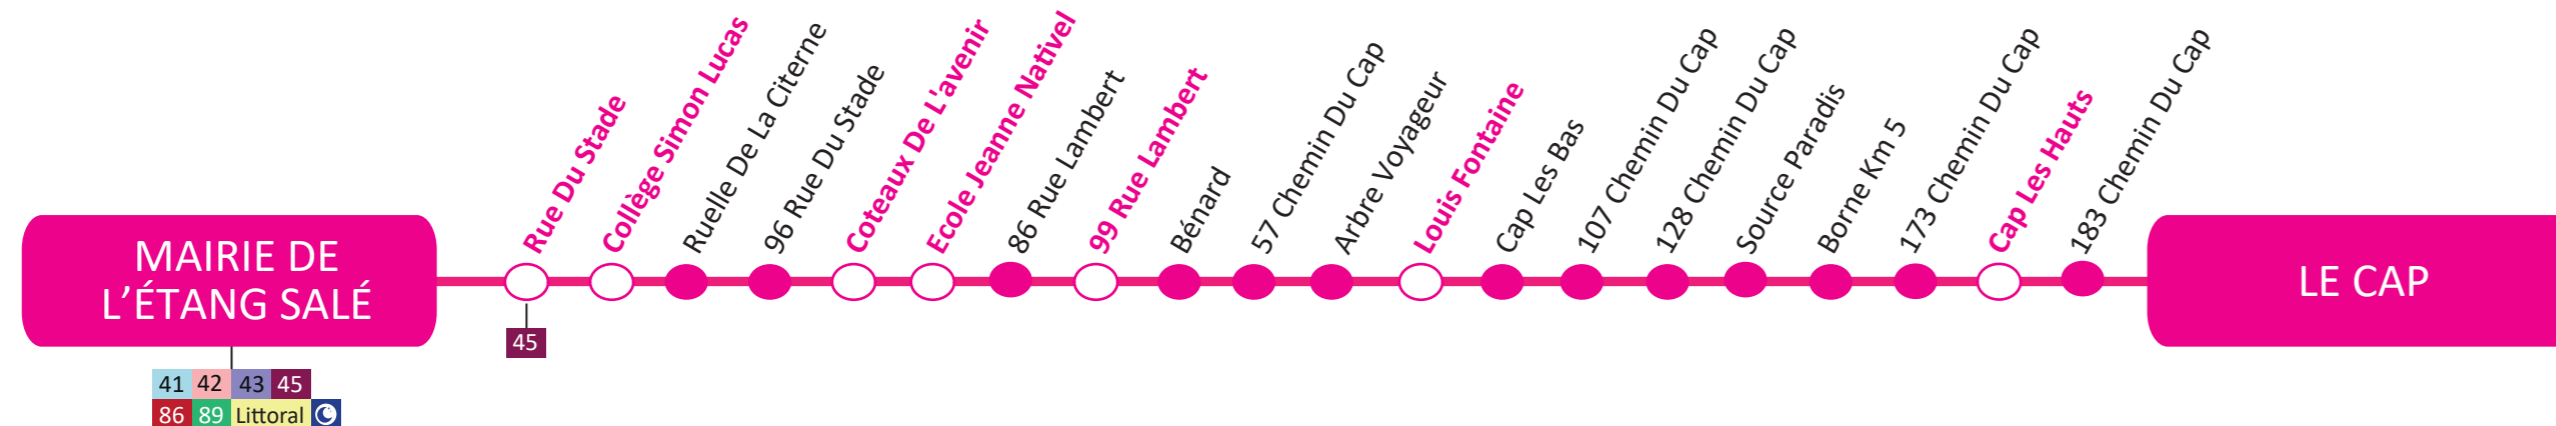 MAIRIE DE
L'ÉTANG SALÉ
Rue Du Stade
Collège Simon Lucas
Ruelle De La Citerne
96 Rue Du Stade
Coteaux De L'avenir
Ecole Jeanne Nativel
86 Rue Lambert
99 Rue Lambert
Bénard
57 Chemin Du Cap
Arbre Voyageur
Louis Fontaine
Cap Les Bas
107 Chemin Du Cap
128 Chemin Du Cap
Source Paradis
Borne Km 5
173 Chemin Du Cap
Cap Les Hauts
183 Chemin Du Cap
LE CAP
45
41 42 43 45
86 89 Littoral